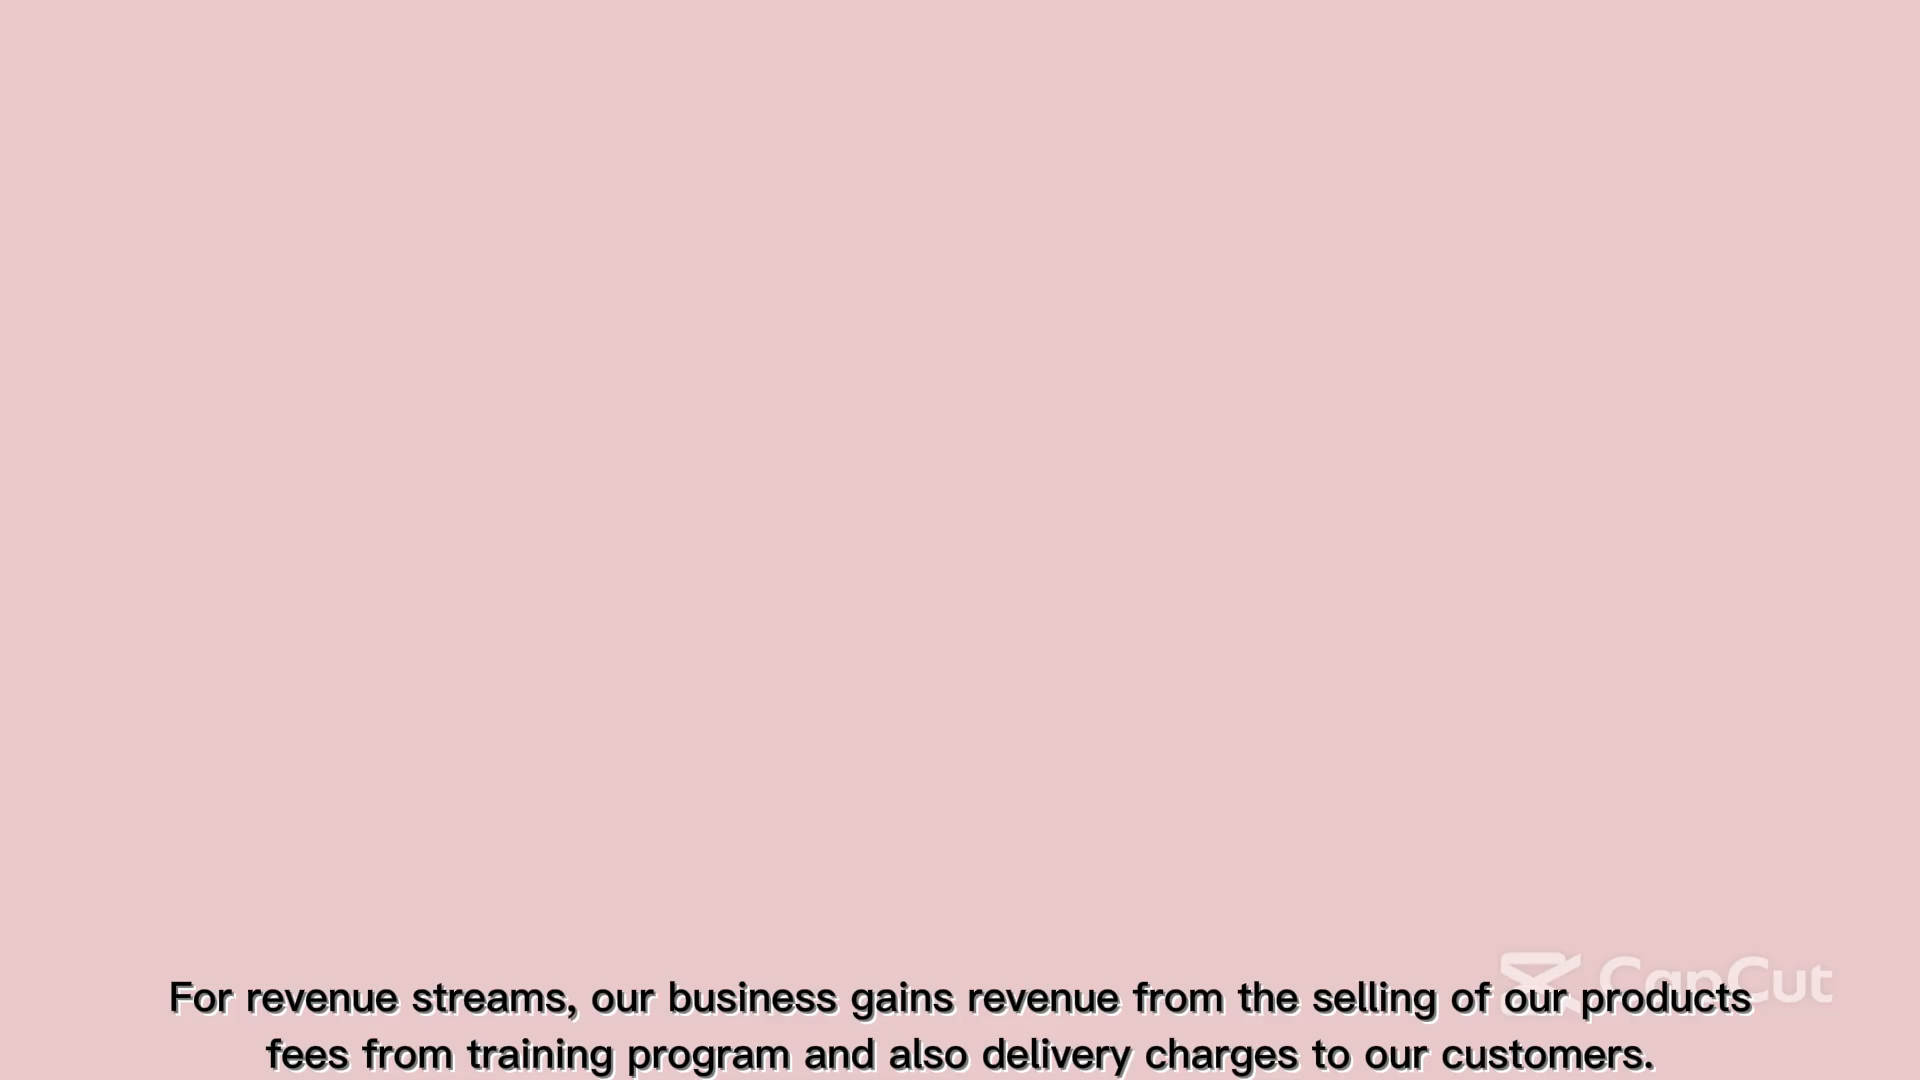 CapCut
For revenue streams, our business gains revenue from the selling of our products
fees from training program and also delivery charges to our customers.